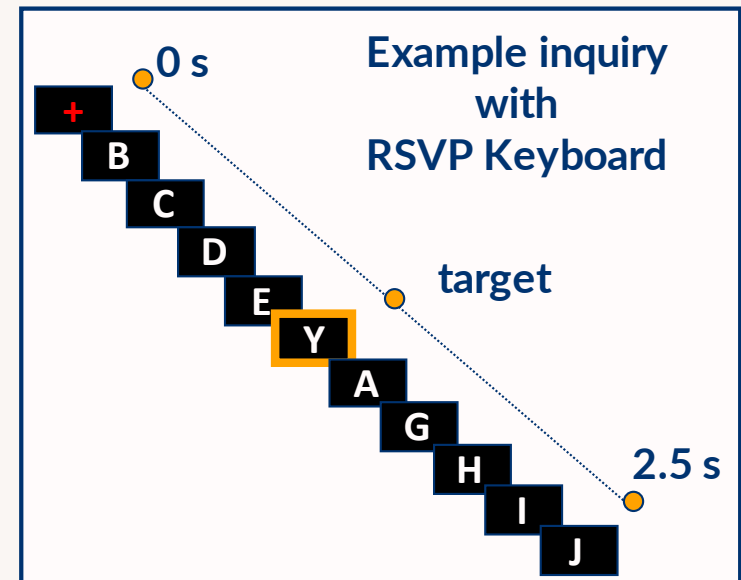 0 s
Example inquiry
with
RSVP Keyboard
+
B
C
D
E
target
Y
A
G
H
2.5 s
I
J